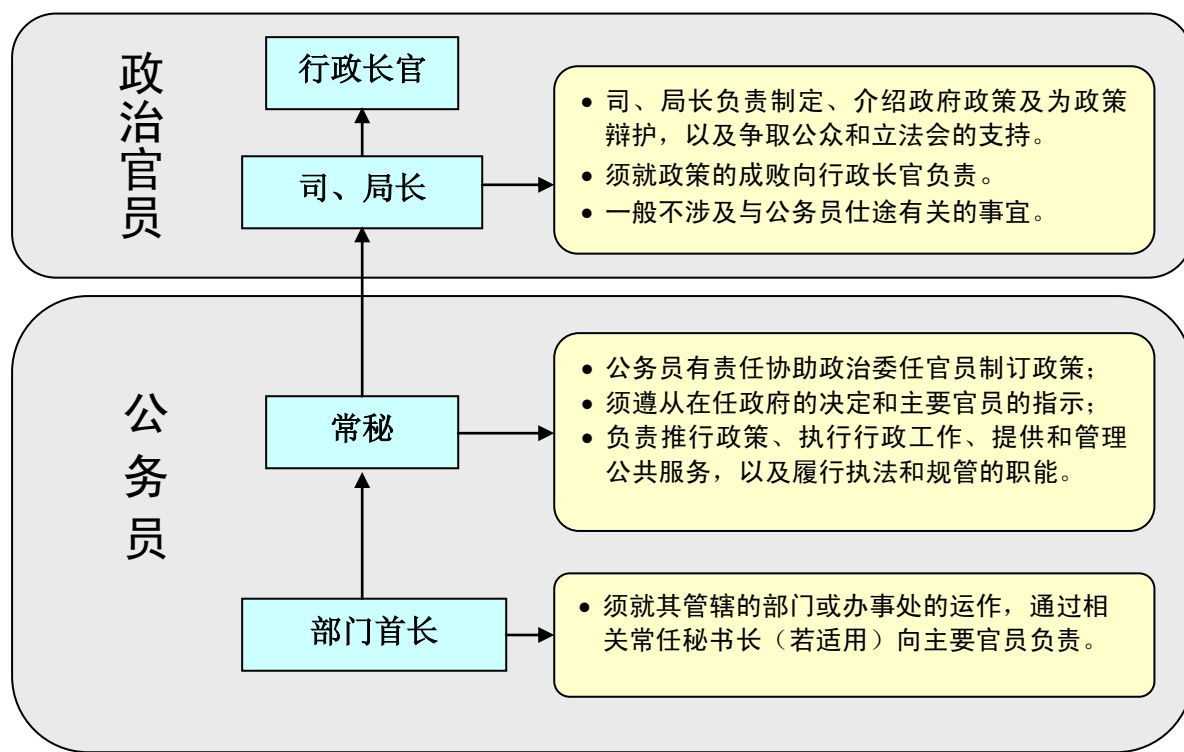 政治官员
行政长官
司、局长
• 司、局长负责制定、介绍政府政策及为政策
辩护，以及争取公众和立法会的支持。
• 须就政策的成败向行政长官负责。
• 一般不涉及与公务员仕途有关的事宜。
公务员
常秘
• 公务员有责任协助政治委任官员制订政策；
• 须遵从在任政府的决定和主要官员的指示；
• 负责推行政策、执行行政工作、提供和管理
公共服务，以及履行执法和规管的职能。
部门首长
• 须就其管辖的部门或办事处的运作，通过相
关常任秘书长（若适用）向主要官员负责。